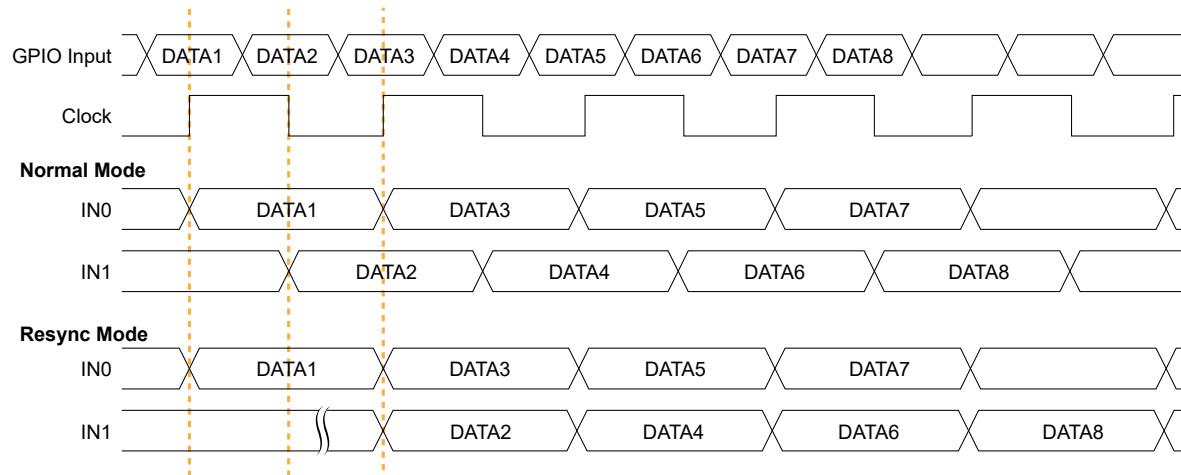 GPIO Input DATA1 DATA2 DATA3 DATA4 DATA5 DATA6 DATA7 DATA8
Clock
Normal Mode
IN0 DATA1 DATA3 DATA5 DATA7
IN1 DATA2 DATA4 DATA6 DATA8
Resync Mode
IN0 DATA1 DATA3 DATA5 DATA7
IN1 DATA2 DATA4 DATA6 DATA8